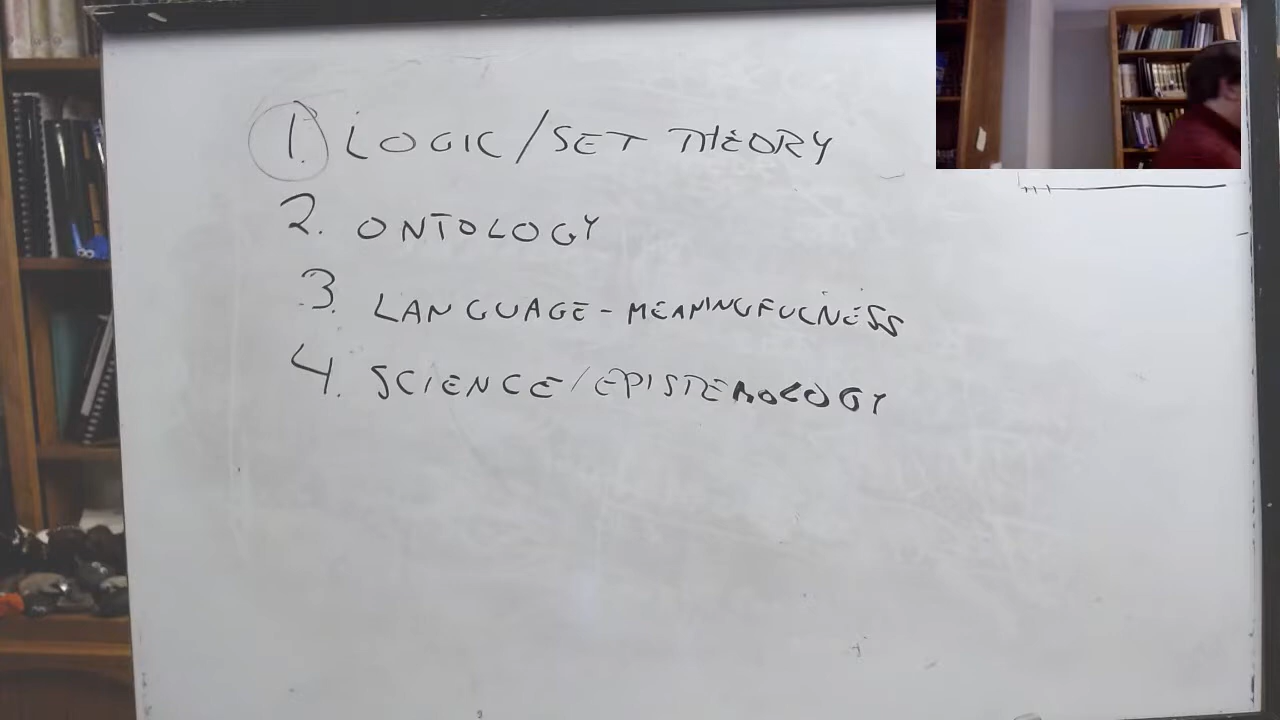 1. LOGIC/SET THEORY
2. ONTOLOGY
3. LANGUAGE - MEANINGFULNESS
4. SCIENCE/EPISTEMOLOGY